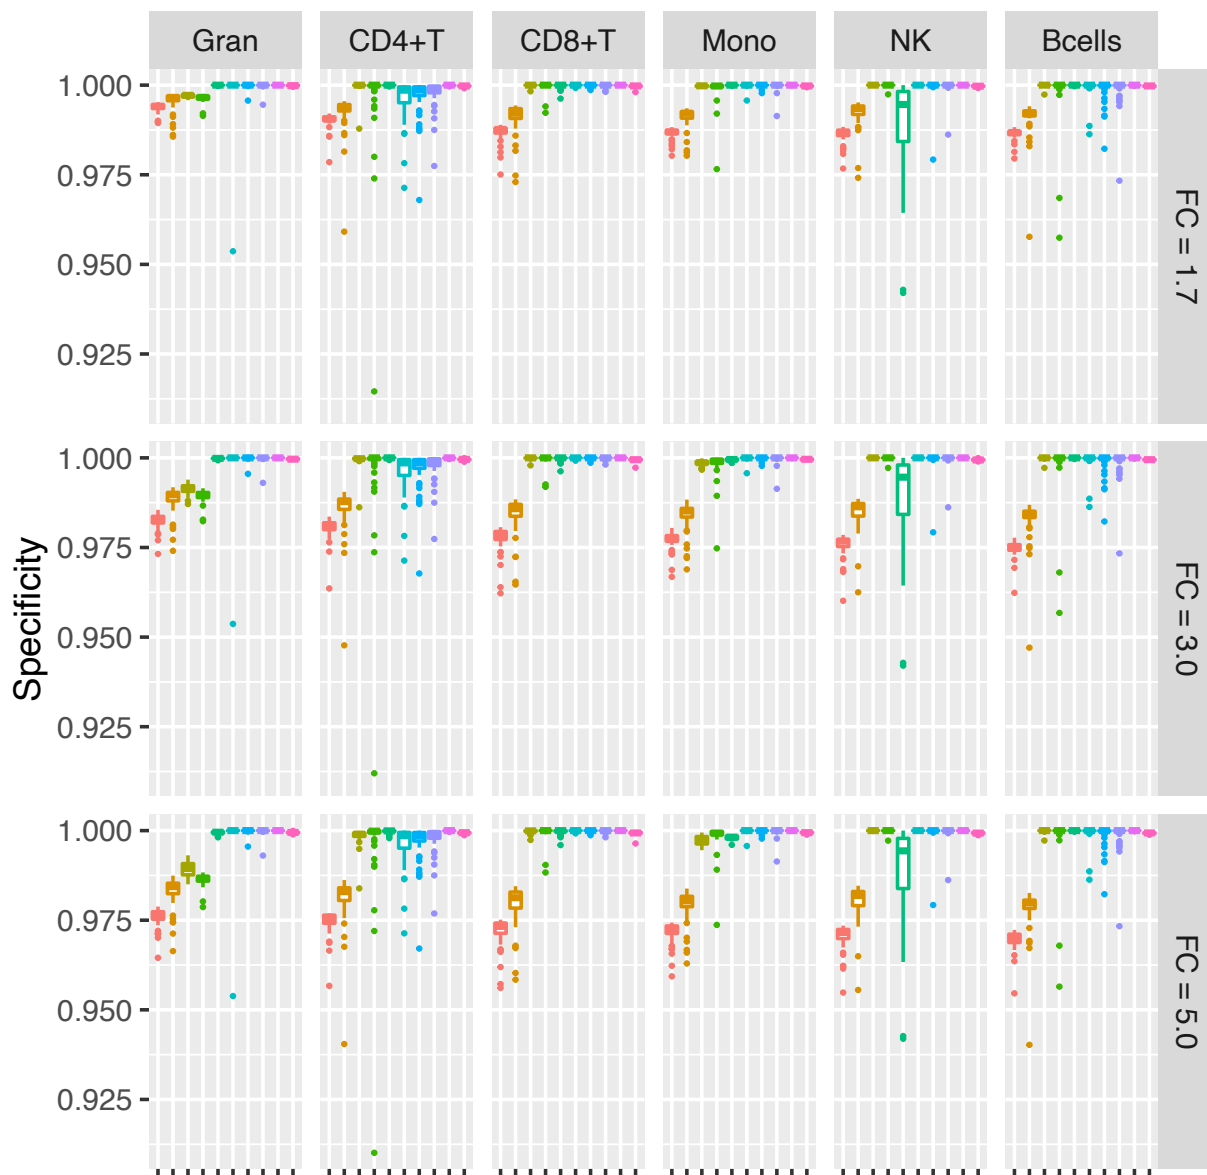 Gran CD4+T CD8+T Mono NK Bcells
1.000
0.975
0.950
0.925
FC = 1.7
1.000
0.975
0.950
0.925
FC = 3.0
Specificity
1.000
0.975
0.950
0.925
FC = 5.0